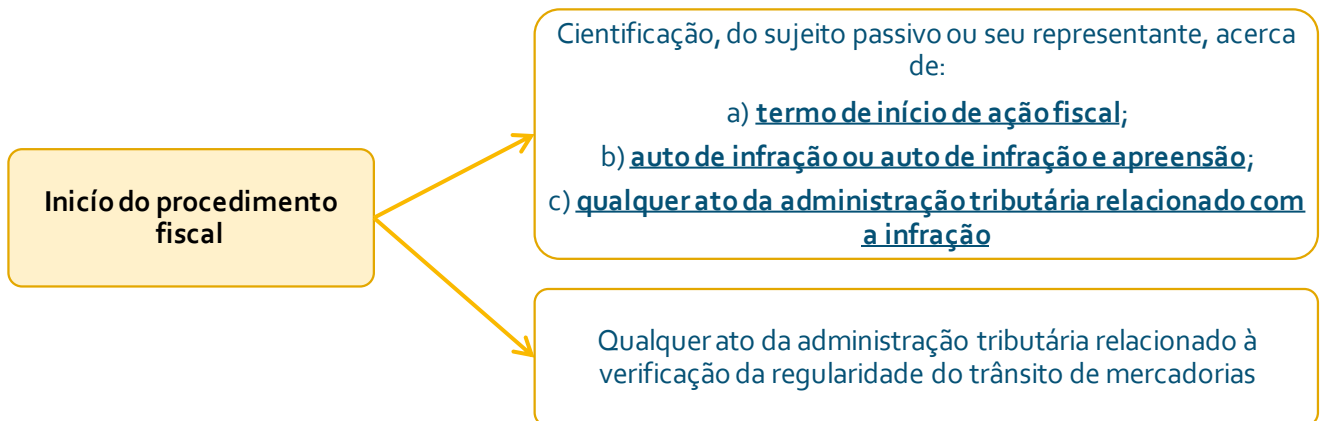 Cientificação, do sujeito passivo ou seu representante, acerca
de:
a) termo de início de ação fiscal;
b) auto de infração ou auto de infração e apreensão;
c) qualquer ato da administração tributária relacionado com
a infração
Inicío do procedimento
fiscal
Qualquer ato da administração tributária relacionado à
verificação da regularidade do trânsito de mercadorias